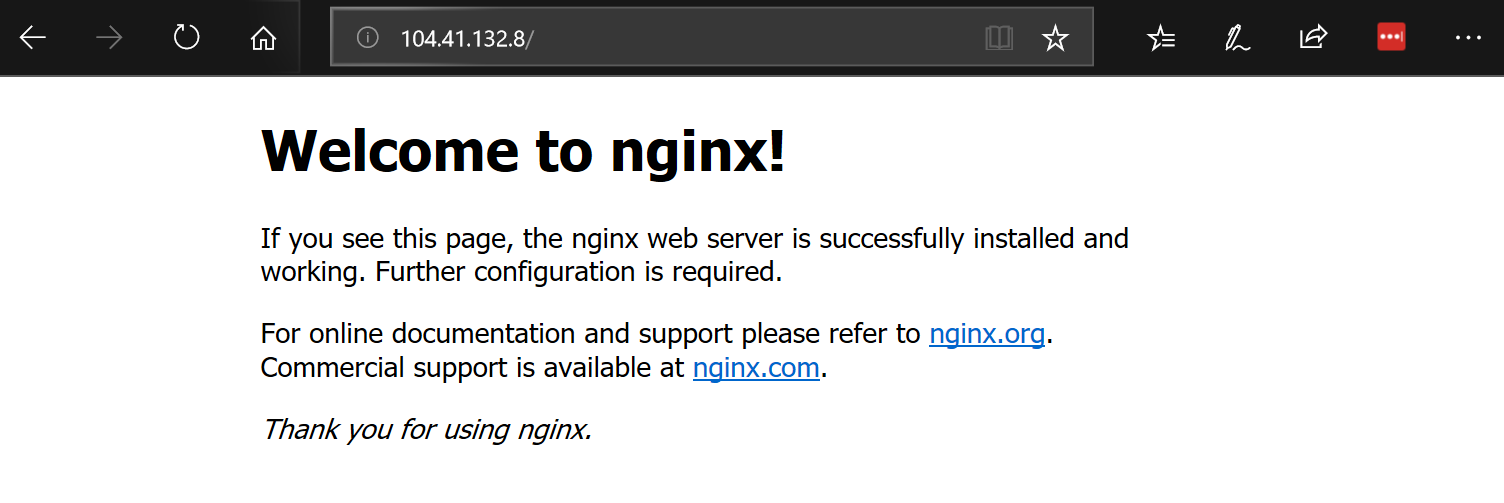 104.41.132.8/
Welcome to nginx!
If you see this page, the nginx web server is successfully installed and
working. Further configuration is required.
For online documentation and support please refer to nginx.org.
Commercial support is available at nginx.com.
Thank you for using nginx.